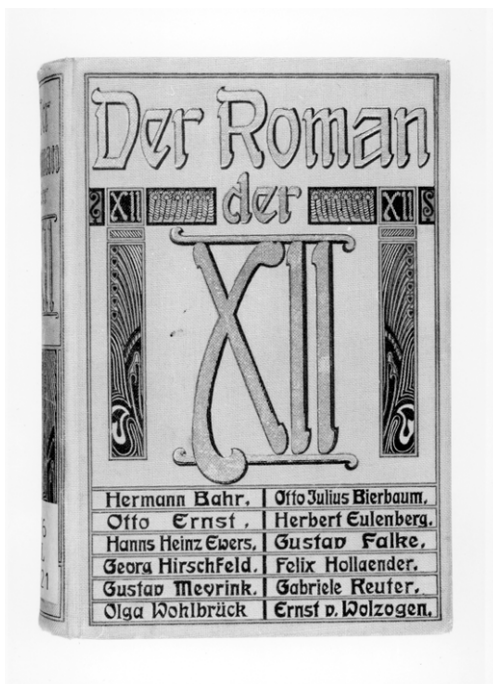 Der Roman
XII der XII
XII
Hermann Bahr. Otto Julius Bierbaum.
Otto Ernst. Herbert Eulenberg.
Hanns Heinz Ewers. Gustav Falke.
Georg Hirschfeld. Felix Hollaender.
Gustav Meyrink. Gabriele Reuter.
Olga Wohlbrück Ernst v. Wolzogen.